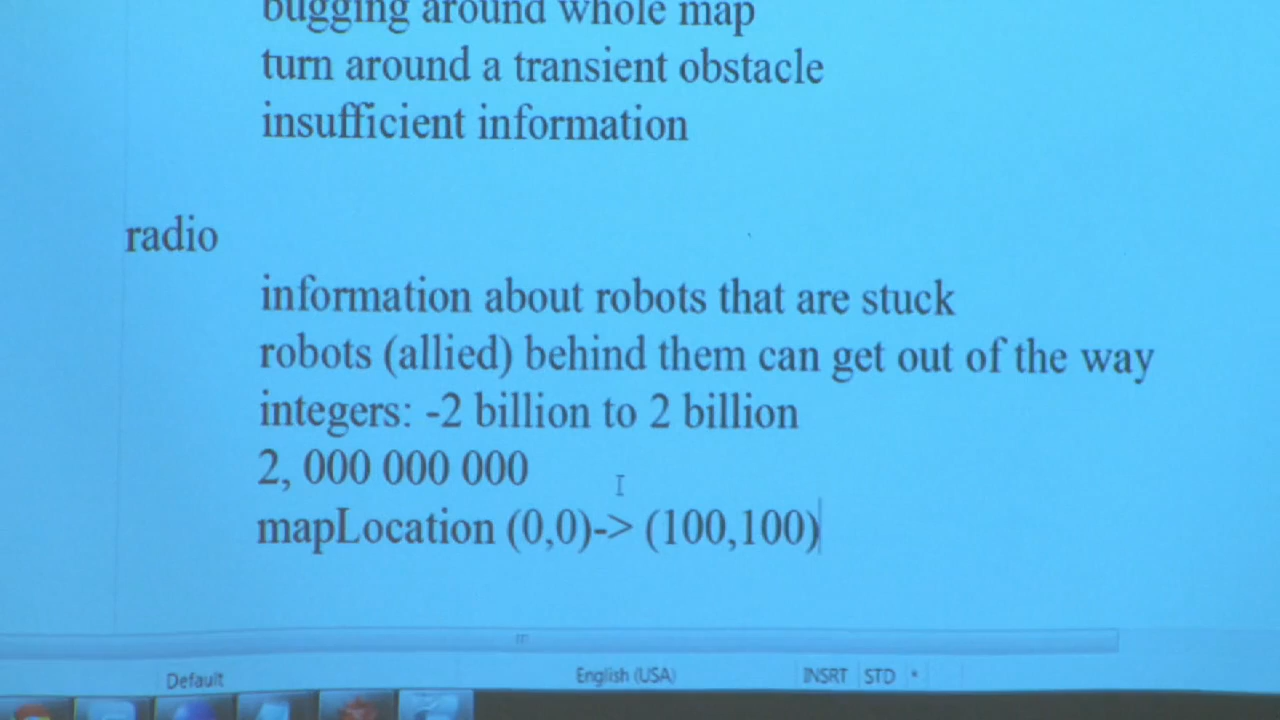 bugging around whole map
turn around a transient obstacle
insufficient information
radio
information about robots that are stuck
robots (allied) behind them can get out of the way
integers: -2 billion to 2 billion
2, 000 000 000
mapLocation (0,0)-> (100,100)
Default English (USA) INSRT STD *